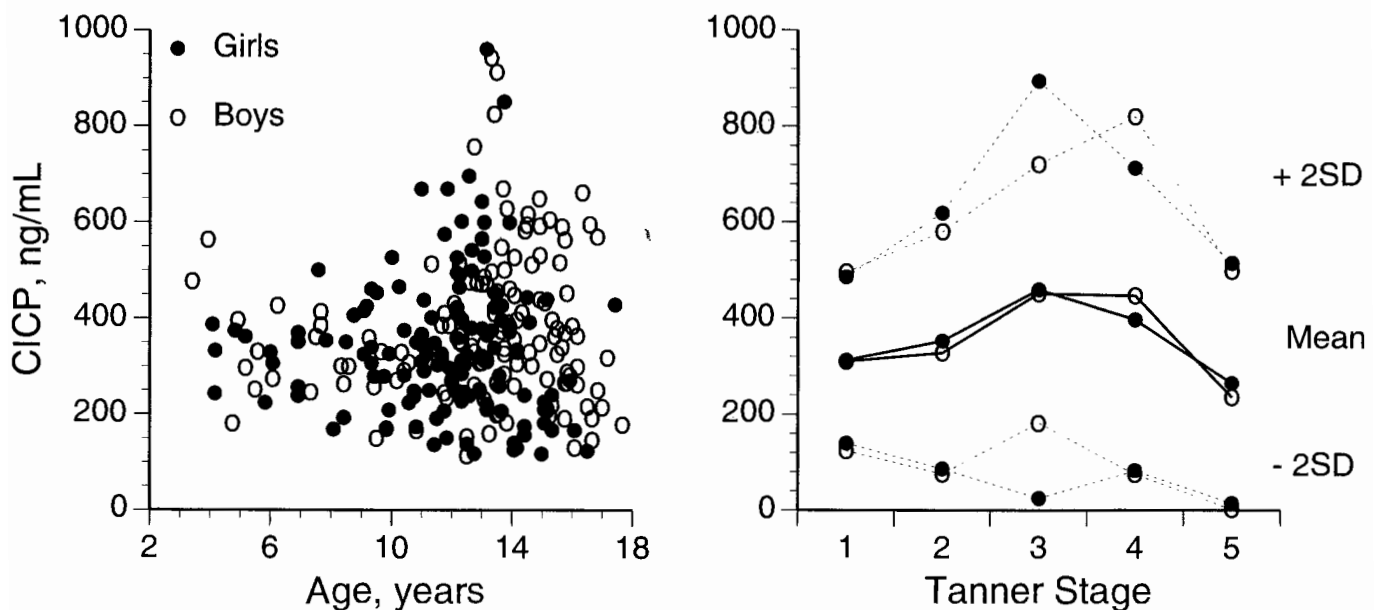 CICP, ng/mL
1000
800
600
400
200
0
Girls
Boys
2 6 10 14 18
Age, years
1000
800
600
400
200
0
+ 2SD
Mean
- 2SD
1 2 3 4 5
Tanner Stage